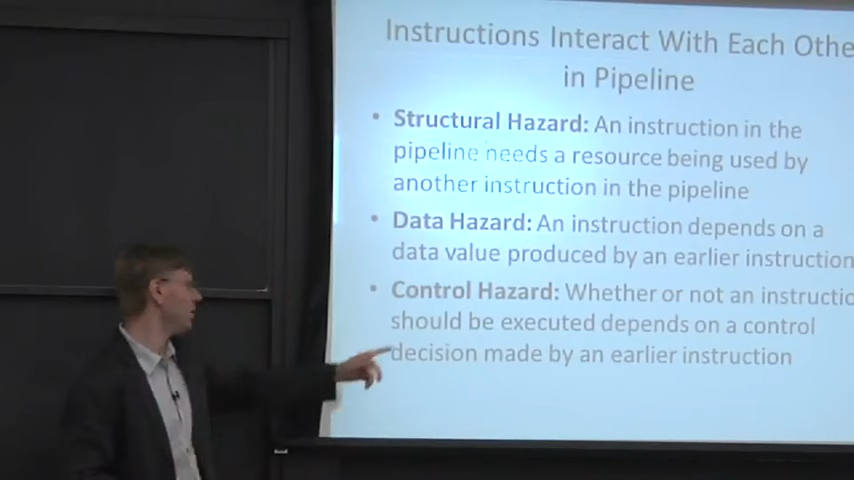 Instructions Interact With Each Othe
in Pipeline
• Structural Hazard: An instruction in the
pipeline needs a resource being used by
another instruction in the pipeline
• Data Hazard: An instruction depends on a
data value produced by an earlier instruction
• Control Hazard: Whether or not an instructio
should be executed depends on a control
decision made by an earlier instruction